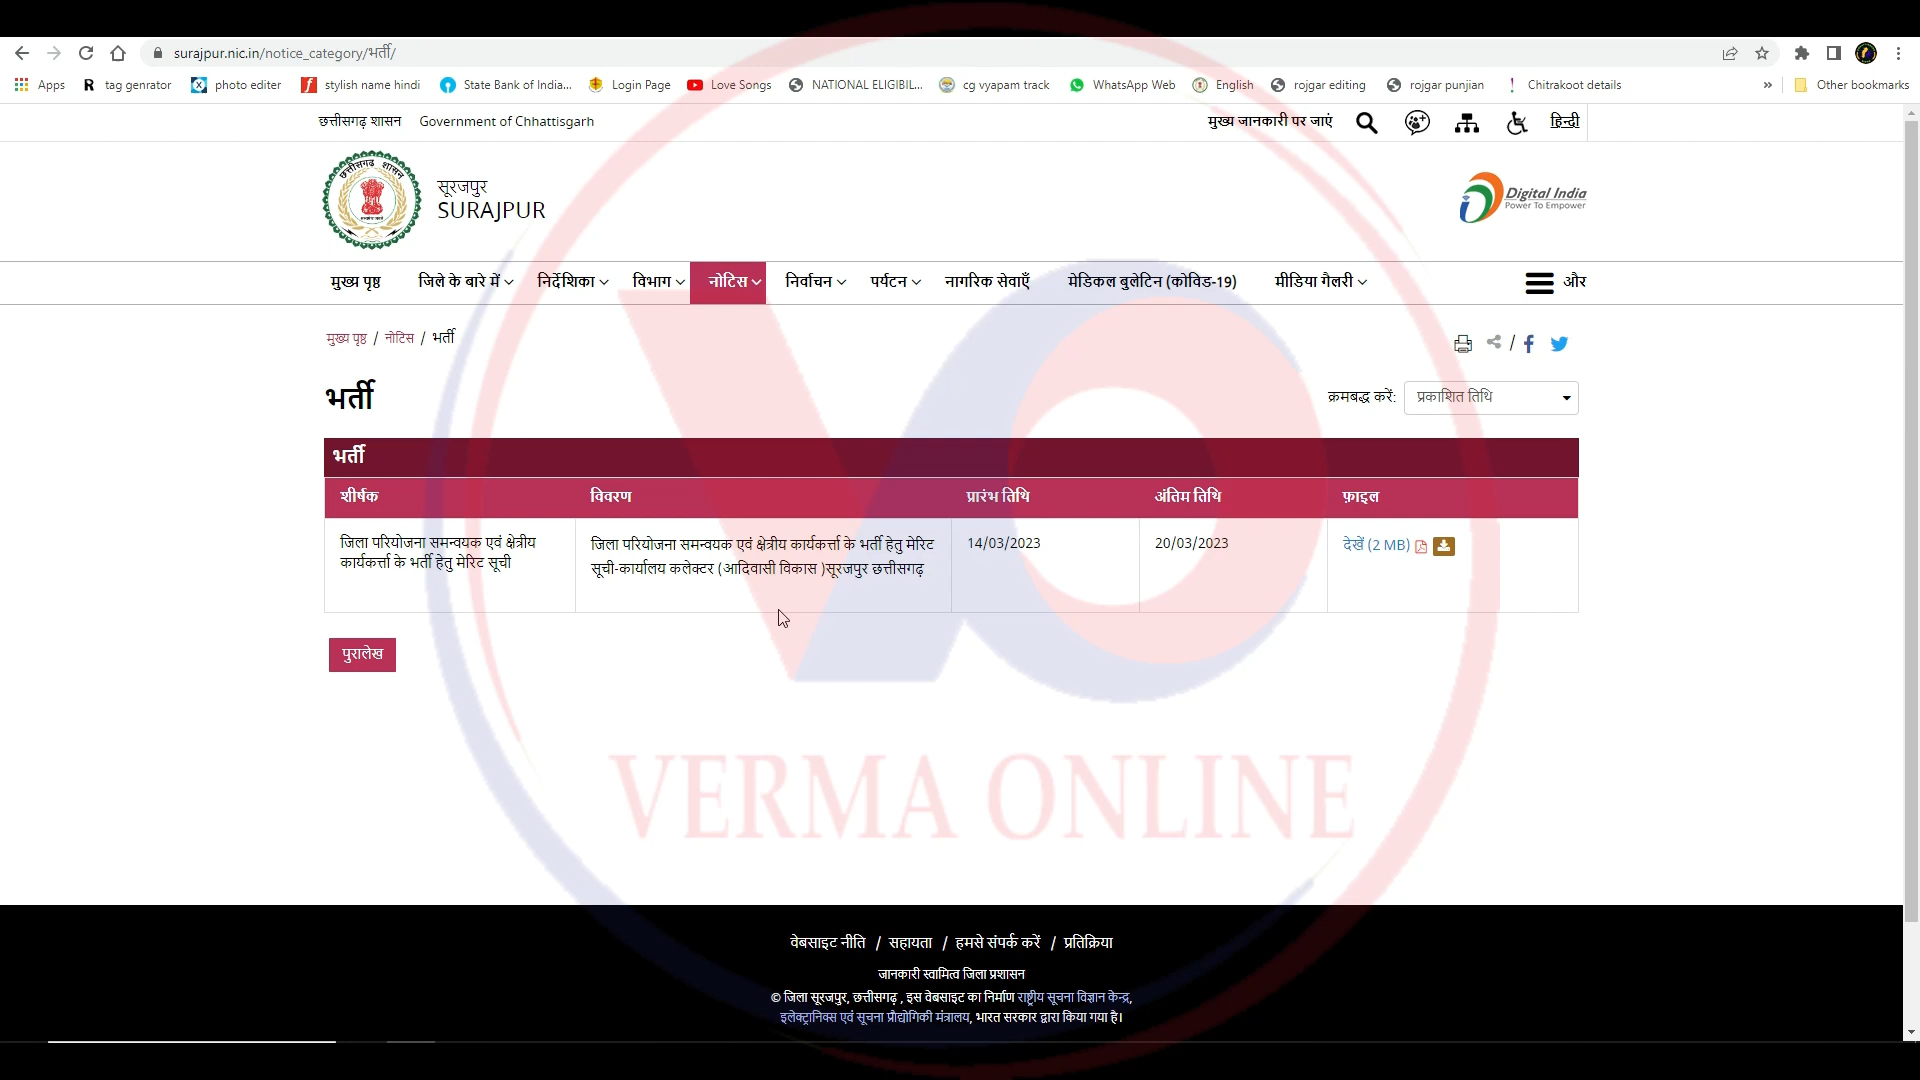 surajpur.nic.in/notice_category/भर्ती/
Apps tag genrator photo editer stylish name hindi State Bank of India... Login Page Love Songs NATIONAL ELIGIBIL... cg vyapam track WhatsApp Web English rojgar editing rojgar punjian Chitrakoot details » Other bookmarks
छत्तीसगढ़ शासन Government of Chhattisgarh मुख्य जानकारी पर जाएं हिन्दी
सूरजपुर
SURAJPUR
Digital India
Power To Empower
मुख्य पृष्ठ जिले के बारे में निर्देशिका विभाग नोटिस निर्वाचन पर्यटन नागरिक सेवाएँ मेडिकल बुलेटिन (कोविड-19) मीडिया गैलरी और
मुख्य पृष्ठ / नोटिस / भर्ती
भर्ती क्रमबद्ध करें: प्रकाशित तिथि
भर्ती
शीर्षक विवरण प्रारंभ तिथि अंतिम तिथि फ़ाइल
जिला परियोजना समन्वयक एवं क्षेत्रीय
कार्यकर्त्ता के भर्ती हेतु मेरिट सूची
जिला परियोजना समन्वयक एवं क्षेत्रीय कार्यकर्त्ता के भर्ती हेतु मेरिट
सूची-कार्यालय कलेक्टर (आदिवासी विकास )सूरजपुर छत्तीसगढ़
14/03/2023 20/03/2023 देखें (2 MB)
पुरालेख
VERMA ONLINE
वेबसाइट नीति / सहायता / हमसे संपर्क करें / प्रतिक्रिया
जानकारी स्वामित्व जिला प्रशासन
© जिला सूरजपुर, छत्तीसगढ़ , इस वेबसाइट का निर्माण राष्ट्रीय सूचना विज्ञान केन्द्र,
इलेक्ट्रानिक्स एवं सूचना प्रौद्योगिकी मंत्रालय, भारत सरकार द्वारा किया गया है।